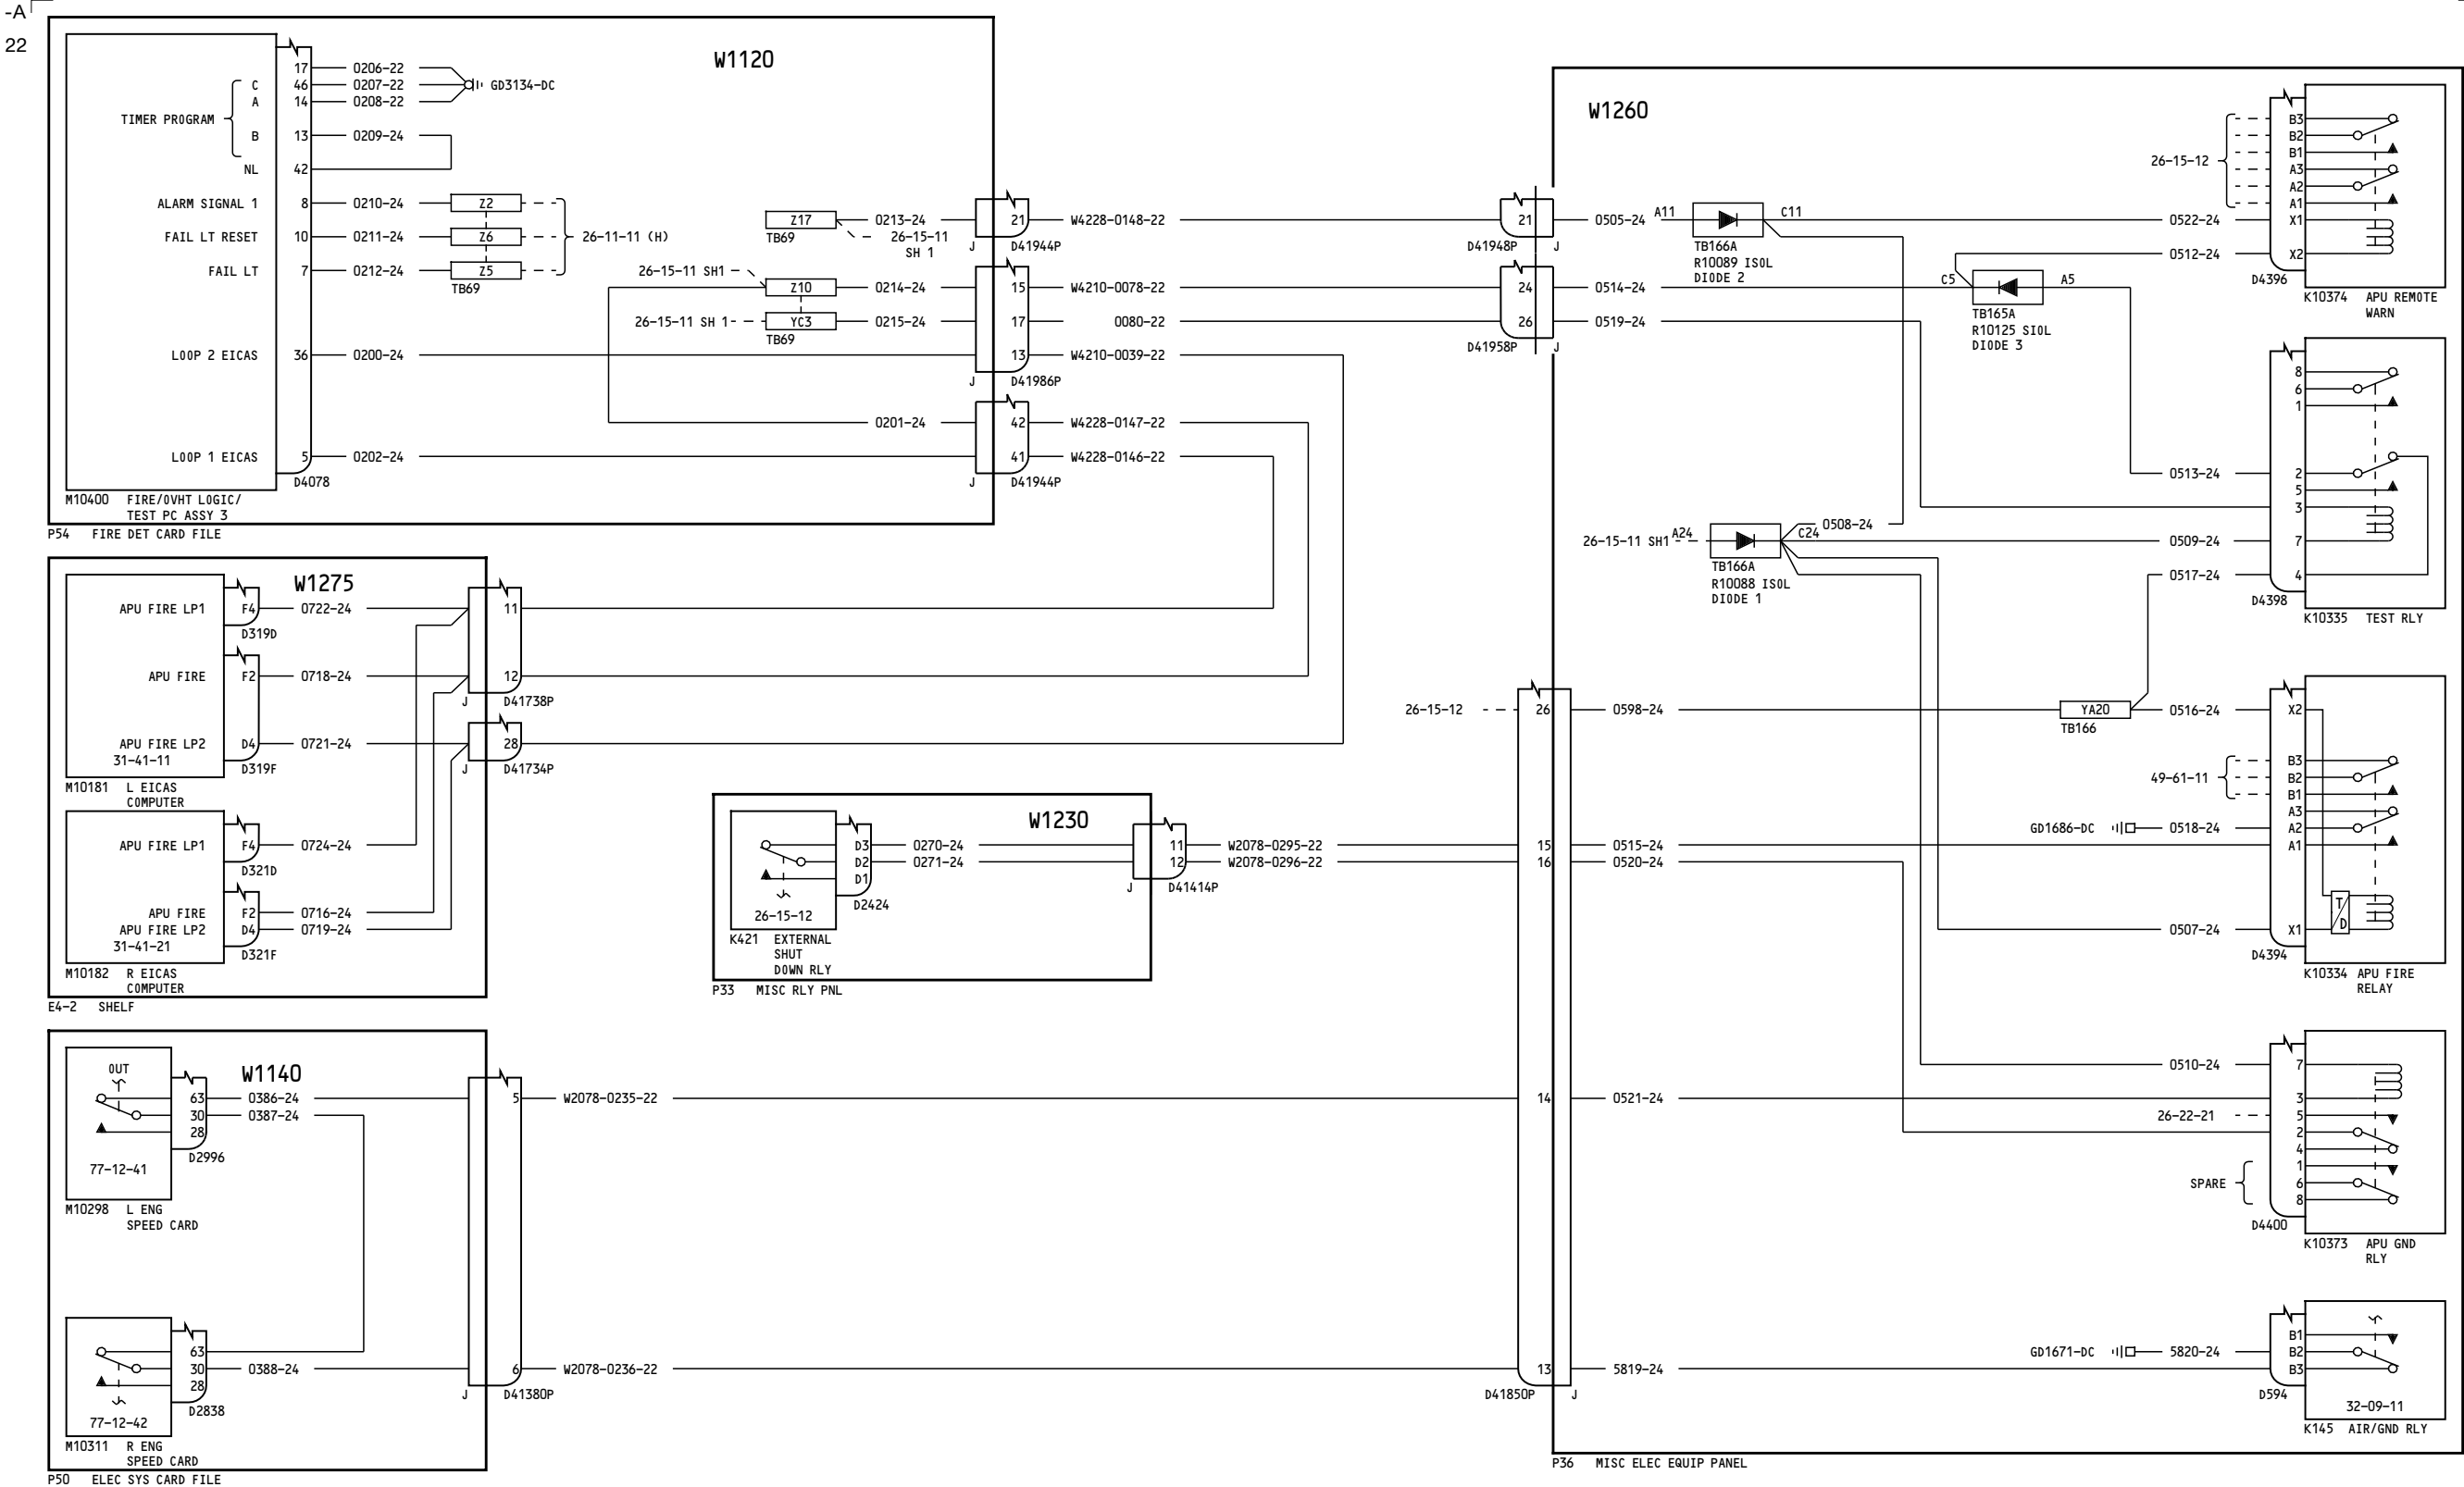 -A
22
W1120
17 0206-22
C 46 0207-22 GD3134-DC
A 14 0208-22
TIMER PROGRAM
B 13 0209-24
NL 42
ALARM SIGNAL 1 8 0210-24 Z2
FAIL LT RESET 10 0211-24 Z6 26-11-11 (H)
FAIL LT 7 0212-24 Z5
TB69
Z17 0213-24 21 W4228-0148-22
TB69 26-15-11
SH 1
J D41944P
26-15-11 SH1
Z10 0214-24 15 W4210-0078-22
26-15-11 SH 1 YC3 0215-24 17 0080-22
TB69
LOOP 2 EICAS 36 0200-24 13 W4210-0039-22
J D41986P
0201-24 42 W4228-0147-22
LOOP 1 EICAS 5 0202-24 41 W4228-0146-22
D4078
J D41944P
M10400 FIRE/OVHT LOGIC/
TEST PC ASSY 3
P54 FIRE DET CARD FILE
W1275
APU FIRE LP1 F4 0722-24 11
D319D
APU FIRE F2 0718-24 12
J D41738P
APU FIRE LP2 D4 0721-24 28
31-41-11
D319F
J D41734P
M10181 L EICAS
COMPUTER
APU FIRE LP1 F4 0724-24
D321D
APU FIRE F2 0716-24
APU FIRE LP2 D4 0719-24
31-41-21
D321F
M10182 R EICAS
COMPUTER
E4-2 SHELF
W1230
D3 0270-24 11 W2078-0295-22
D2 0271-24 12 W2078-0296-22
D1
J D41414P
D2424
26-15-12
K421 EXTERNAL
SHUT
DOWN RLY
P33 MISC RLY PNL
W1140
OUT
63 0386-24 5 W2078-0235-22
30 0387-24
28
D2996
77-12-41
M10298 L ENG
SPEED CARD
63
30 0388-24 6 W2078-0236-22
28
J D41380P
D2838
77-12-42
M10311 R ENG
SPEED CARD
P50 ELEC SYS CARD FILE
W1260
21 0505-24 A11 C11 0522-24
D41948P J
TB166A
R10089 ISOL
DIODE 2
24 0514-24 C5 A5
26 0519-24
D41958P J
TB165A
R10125 SIOL
DIODE 3
26-15-12
B3
B2
B1
A3
A2
A1
X1
0512-24 X2
D4396
K10374 APU REMOTE
WARN
8
6
1
0513-24 2
5
3
26-15-11 SH1 A24 C24 0508-24
0509-24 7
0517-24 4
TB166A
R10088 ISOL
DIODE 1
D4398
K10335 TEST RLY
26-15-12 26 0598-24 YA20 0516-24 X2
TB166
49-61-11
B3
B2
B1
A3
GD1686-DC 0518-24 A2
15 0515-24 A1
16 0520-24
T
D
0507-24 X1
D4394
K10334 APU FIRE
RELAY
0510-24 7
14 0521-24 3
26-22-21 5
2
4
1
SPARE 6
8
D4400
K10373 APU GND
RLY
B1
GD1671-DC 5820-24 B2
13 5819-24 B3
D41850P J
D594
32-09-11
K145 AIR/GND RLY
P36 MISC ELEC EQUIP PANEL